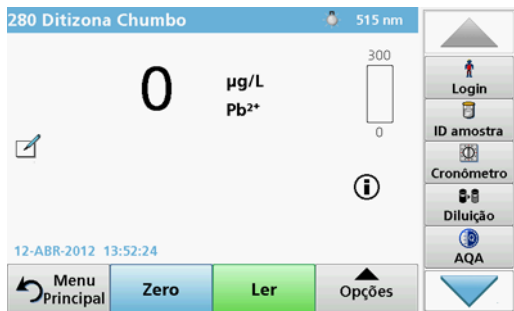 280 Ditizona Chumbo
515 nm
0
µg/L
Pb²⁺
300
0
12-ABR-2012 13:52:24
Menu
Principal
Zero
Ler
Opções
Login
ID amostra
Cronômetro
Diluição
AQA